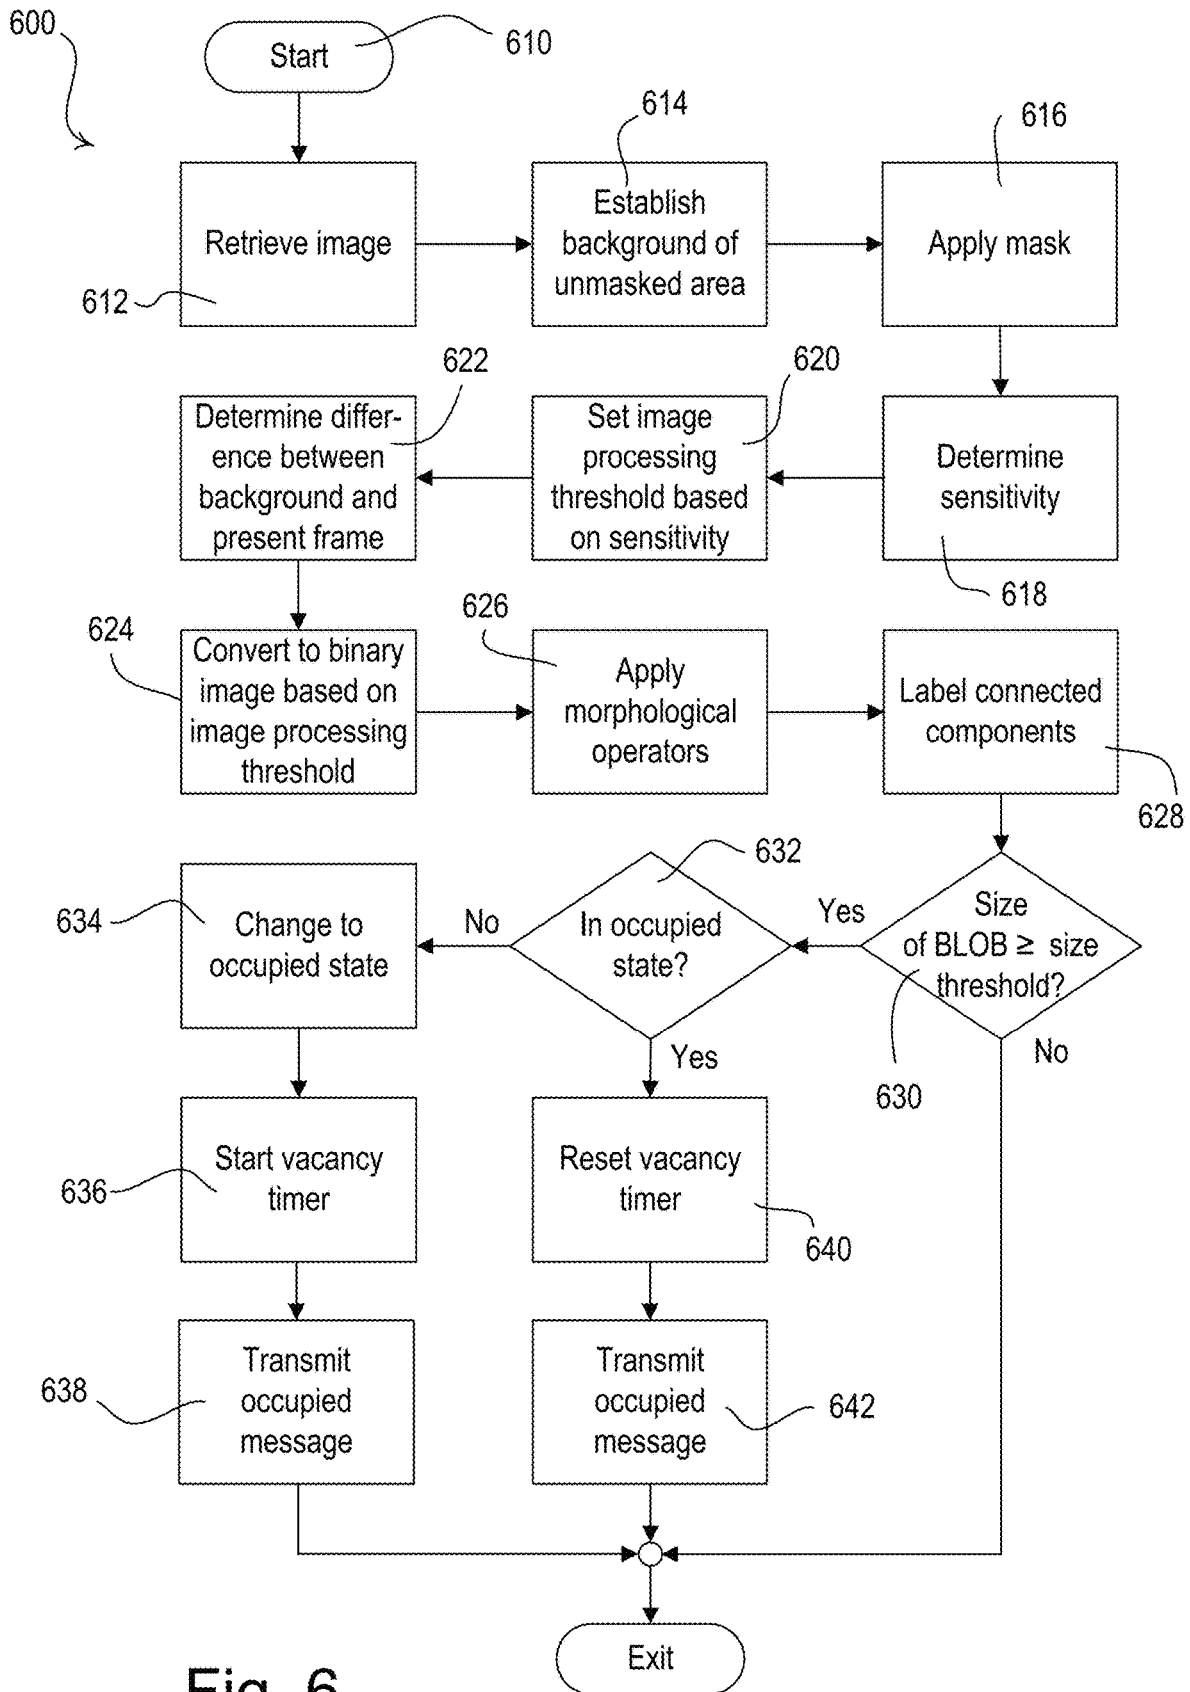 600
Start
610
Retrieve image
612
614
Establish
background of
unmasked area
616
Apply mask
622
Determine differ-
ence between
background and
present frame
620
Set image
processing
threshold based
on sensitivity
Determine
sensitivity
618
624
Convert to binary
image based on
image processing
threshold
626
Apply
morphological
operators
Label connected
components
628
634
Change to
occupied state
No
632
In occupied
state?
Yes
Yes
Size
of BLOB ≥ size
threshold?
630
No
636
Start vacancy
timer
Reset vacancy
timer
640
638
Transmit
occupied
message
Transmit
occupied
message
642
Exit
Fig. 6